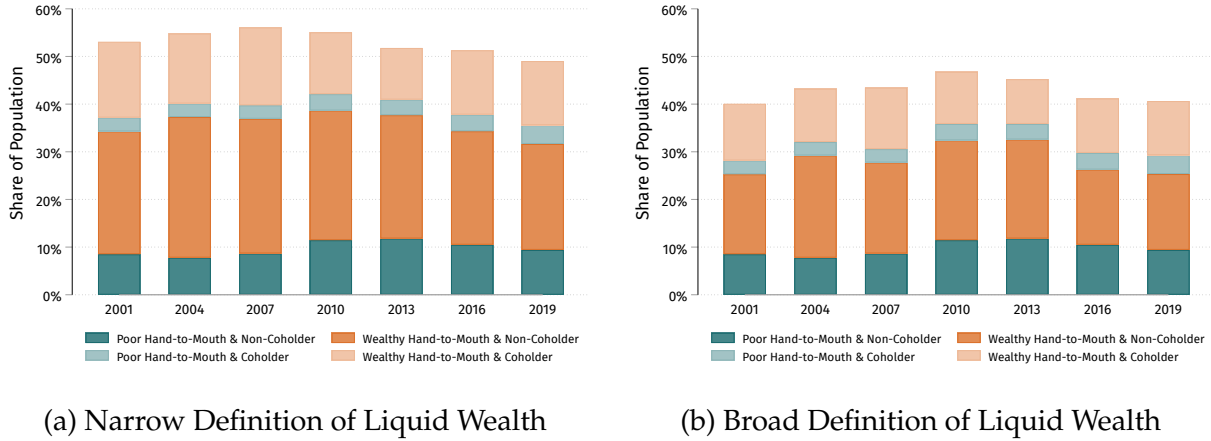 60%
50%
40%
30%
20%
10%
0%
Share of Population
2001 2004 2007 2010 2013 2016 2019
Poor Hand-to-Mouth & Non-Coholder Wealthy Hand-to-Mouth & Non-Coholder
Poor Hand-to-Mouth & Coholder Wealthy Hand-to-Mouth & Coholder
(a) Narrow Definition of Liquid Wealth
60%
50%
40%
30%
20%
10%
0%
Share of Population
2001 2004 2007 2010 2013 2016 2019
Poor Hand-to-Mouth & Non-Coholder Wealthy Hand-to-Mouth & Non-Coholder
Poor Hand-to-Mouth & Coholder Wealthy Hand-to-Mouth & Coholder
(b) Broad Definition of Liquid Wealth